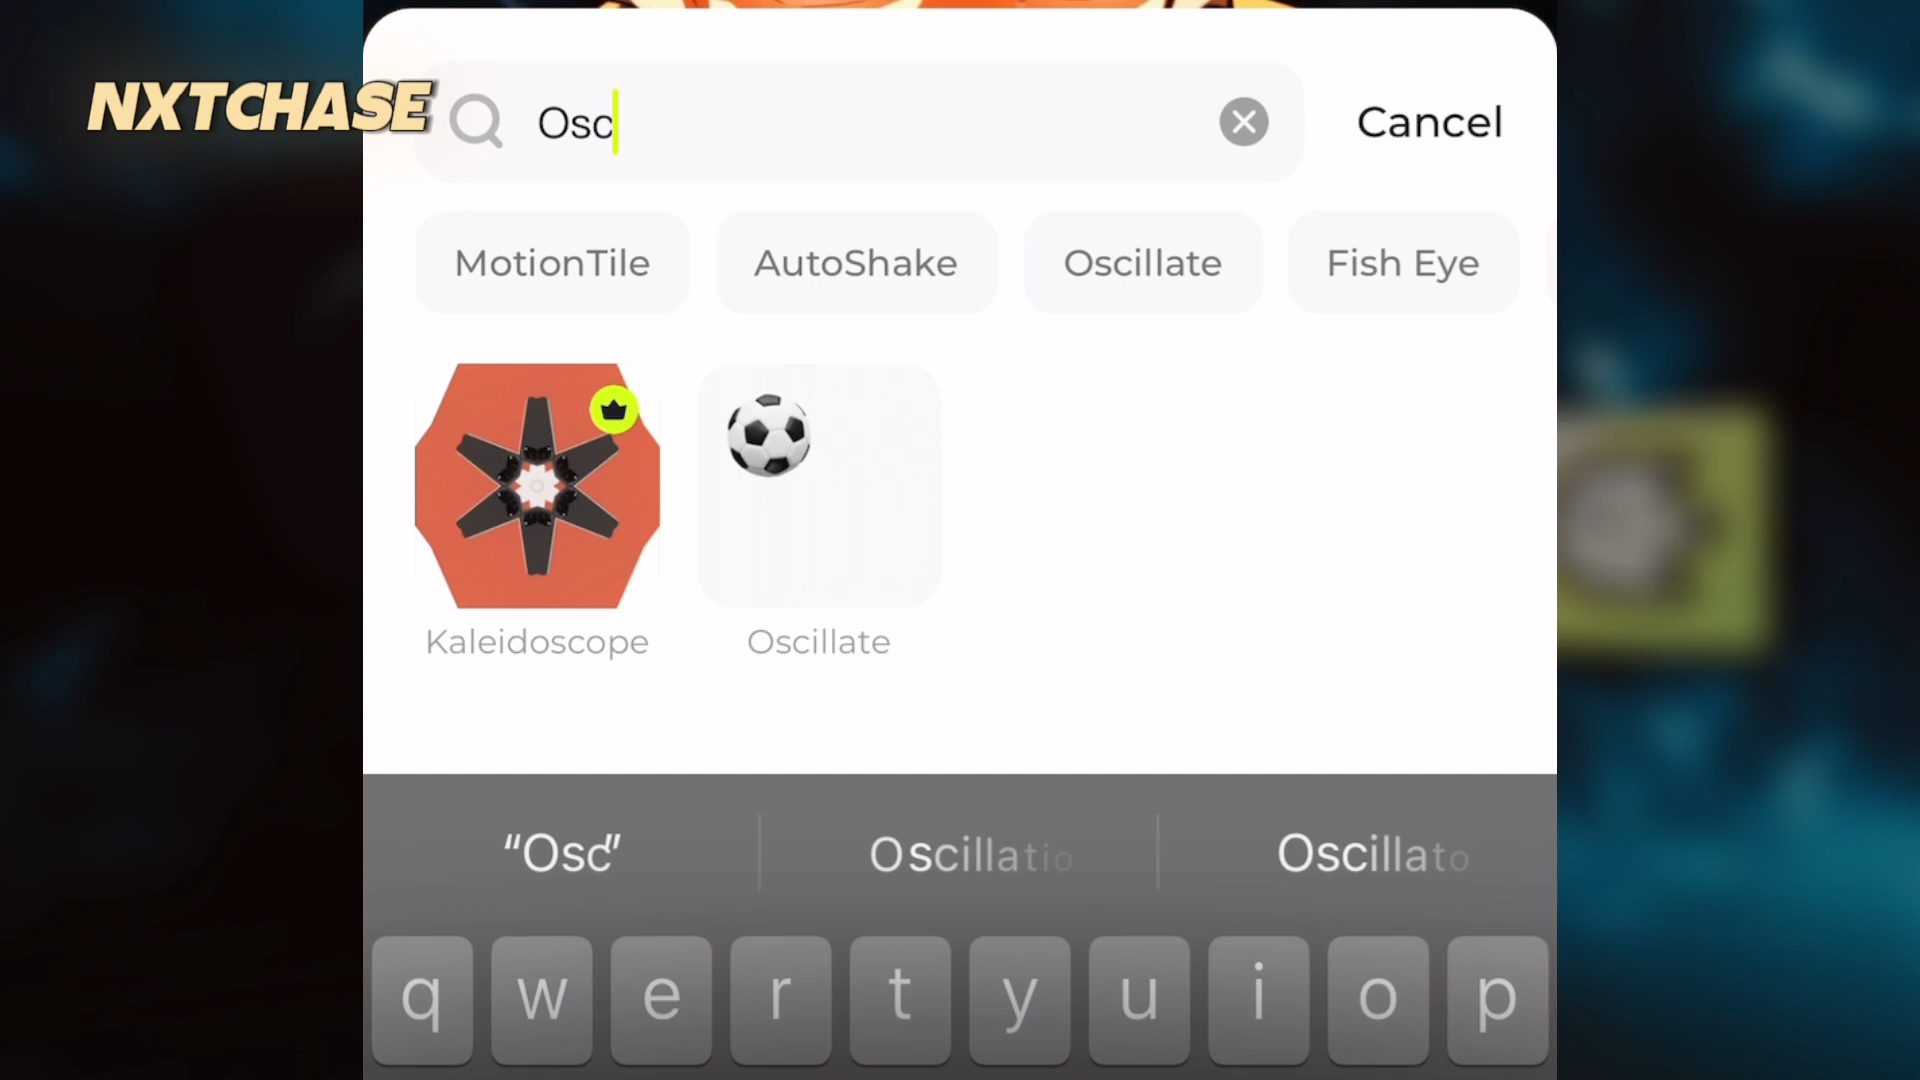 NXTCHASE
Osc
Cancel
MotionTile
AutoShake
Oscillate
Fish Eye
Kaleidoscope
Oscillate
“Osc”
Oscillatio
Oscillato
q w e r t y u i o p